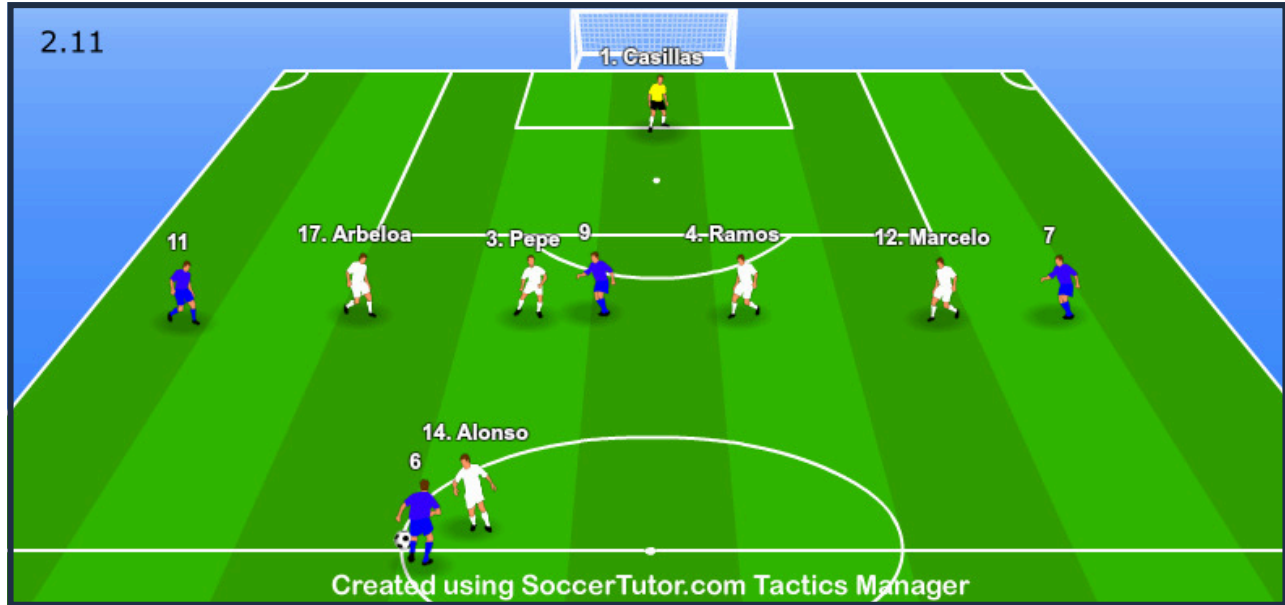 2.11
1. Casillas
11
17. Arbeloa
3. Pepe
9
4. Ramos
12. Marcelo
7
14. Alonso
6
Created using SoccerTutor.com Tactics Manager